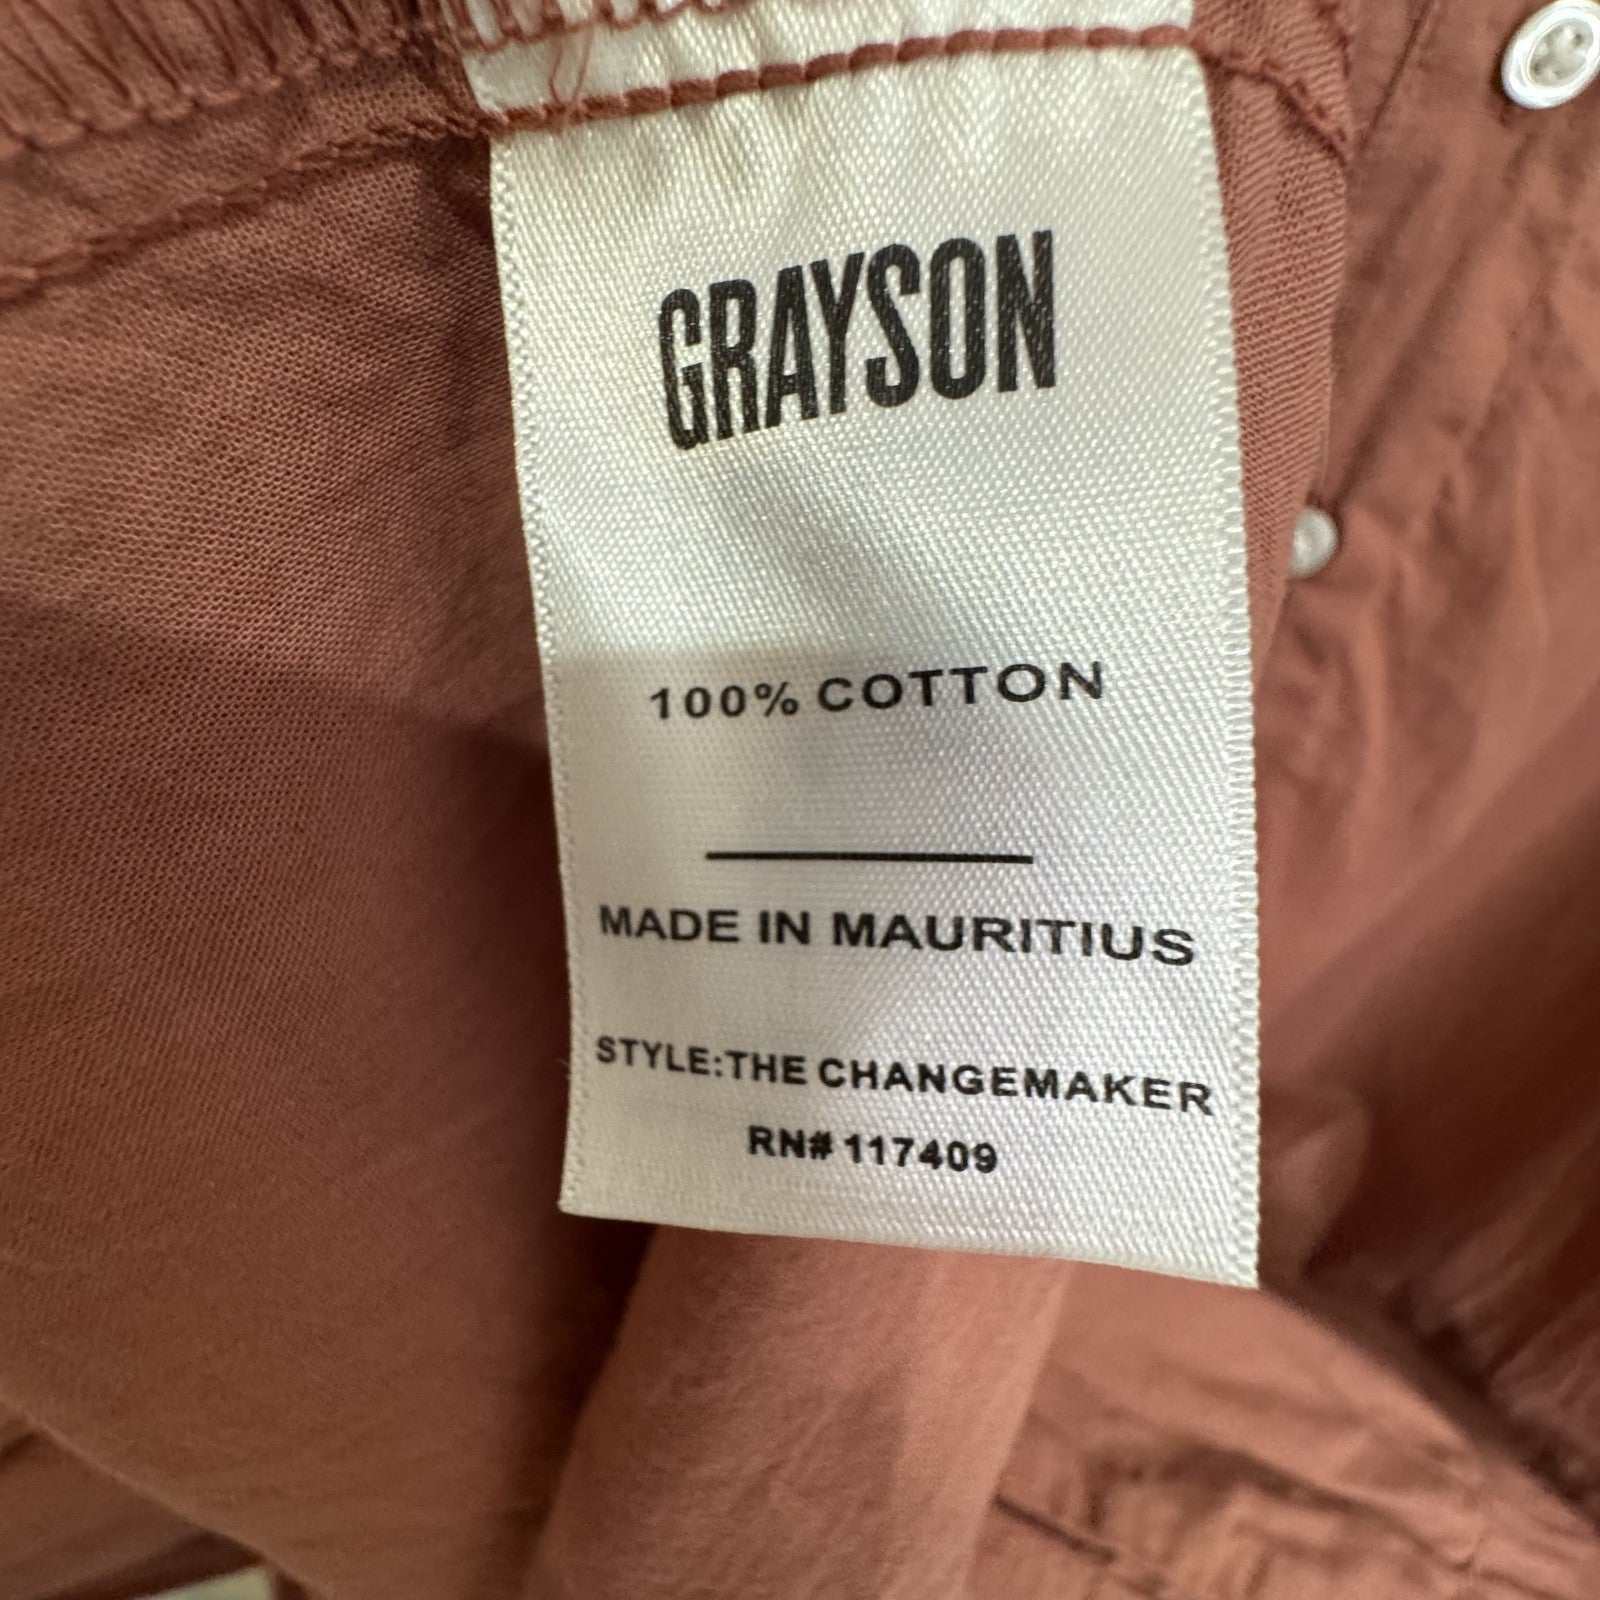 GRAYSON
100% COTTON
MADE IN MAURITIUS
STYLE:THE CHANGEMAKER
RN# 117409